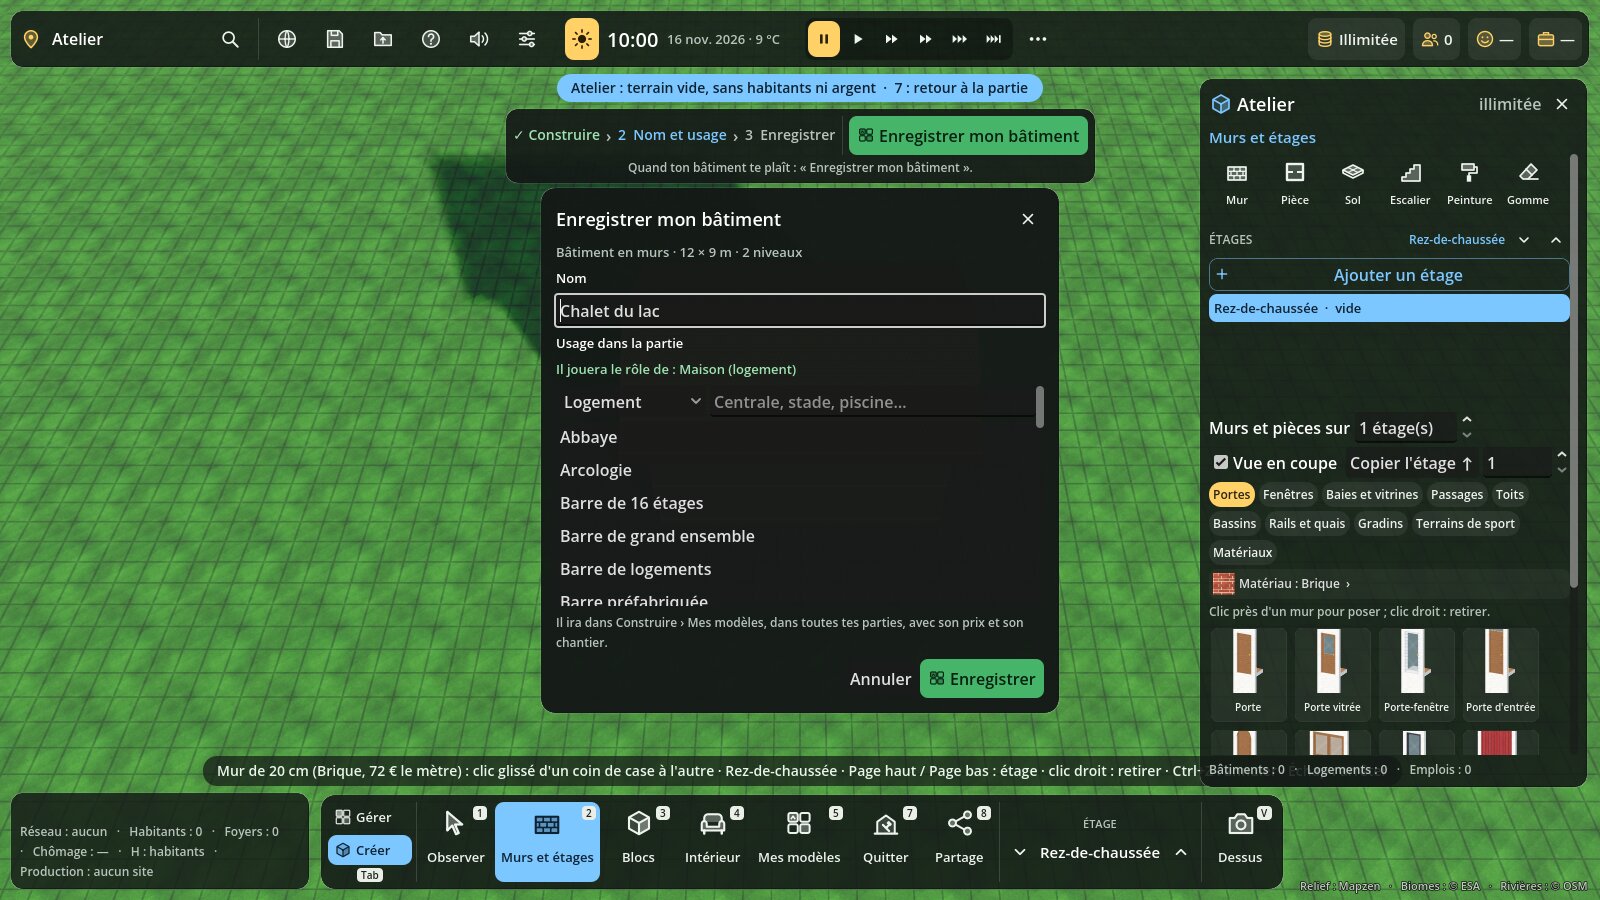 Atelier
10:00 16 nov. 2026 · 9 °C
Illimitée
0
—
—
Atelier : terrain vide, sans habitants ni argent · 7 : retour à la partie
✓ Construire › 2 Nom et usage › 3 Enregistrer
Enregistrer mon bâtiment
Quand ton bâtiment te plaît : « Enregistrer mon bâtiment ».
Enregistrer mon bâtiment
Bâtiment en murs · 12 × 9 m · 2 niveaux
Nom
Chalet du lac
Usage dans la partie
Il jouera le rôle de : Maison (logement)
Logement
Centrale, stade, piscine...
Abbaye
Arcologie
Barre de 16 étages
Barre de grand ensemble
Barre de logements
Barre préfabriquée
Il ira dans Construire › Mes modèles, dans toutes tes parties, avec son prix et son
chantier.
Annuler
Enregistrer
Atelier
illimitée
Murs et étages
Mur
Pièce
Sol
Escalier
Peinture
Gomme
ÉTAGES
Rez-de-chaussée
+ Ajouter un étage
Rez-de-chaussée · vide
Murs et pièces sur 1 étage(s)
Vue en coupe
Copier l'étage ↑ 1
Portes
Fenêtres
Baies et vitrines
Passages
Toits
Bassins
Rails et quais
Gradins
Terrains de sport
Matériaux
Matériau : Brique ›
Clic près d'un mur pour poser ; clic droit : retirer.
Porte
Porte vitrée
Porte-fenêtre
Porte d'entrée
Bâtiments : 0 · Logements : 0 · Emplois : 0
Mur de 20 cm (Brique, 72 € le mètre) : clic glissé d'un coin de case à l'autre · Rez-de-chaussée · Page haut / Page bas : étage · clic droit : retirer · Ctrl-
Réseau : aucun · Habitants : 0 · Foyers : 0
· Chômage : — · H : habitants ·
Production : aucun site
Gérer
Créer
Tab
Observer 1
Murs et étages 2
Blocs 3
Intérieur 4
Mes modèles 5
Quitter 7
Partage 8
ÉTAGE
Rez-de-chaussée
Dessus V
Relief : Mapzen · Biomes : © ESA · Rivières : © OSM